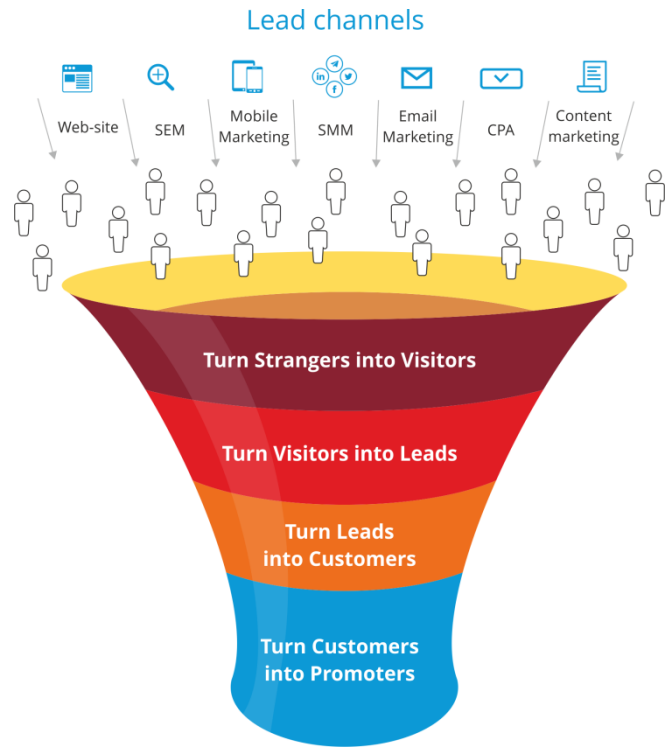 Lead channels
Web-site
SEM
Mobile
Marketing
SMM
Email
Marketing
CPA
Content
marketing
Turn Strangers into Visitors
Turn Visitors into Leads
Turn Leads
into Customers
Turn Customers
into Promoters